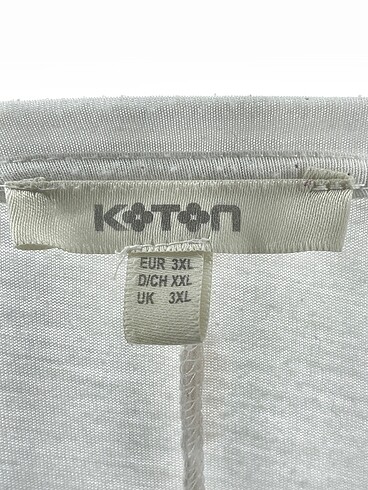 KOTON
EUR 3XL
D/CH XXL
UK 3XL